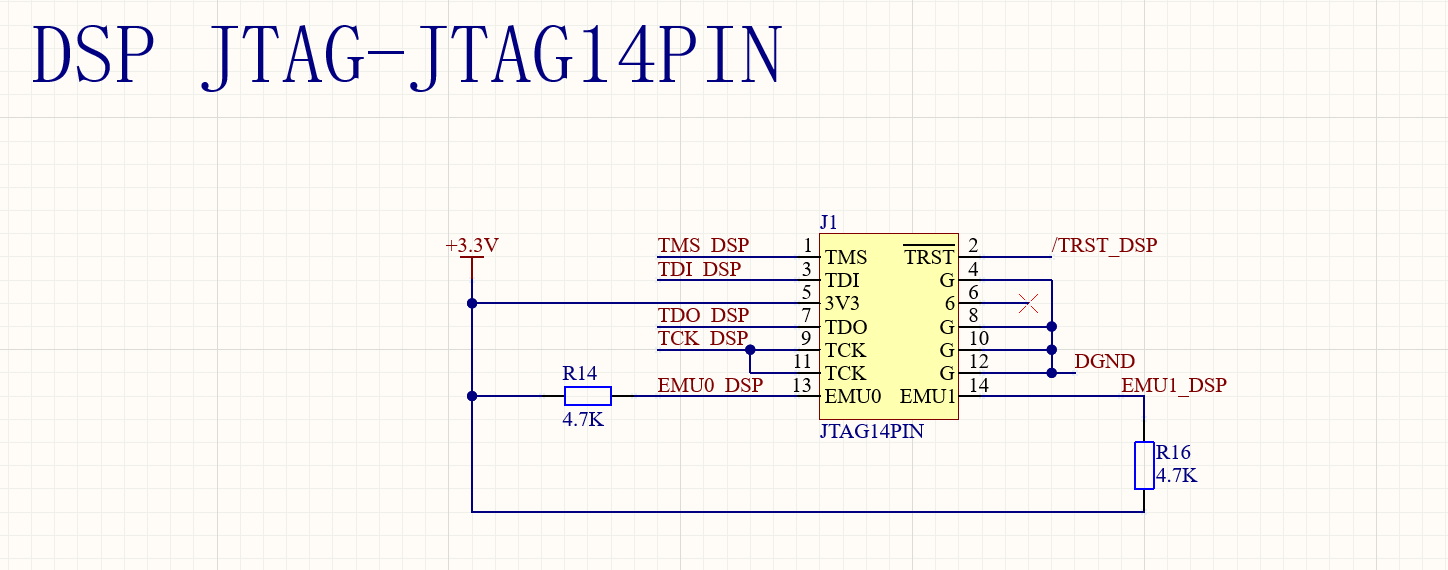 DSP JTAG-JTAG14PIN
J1
+3.3V
TMS_DSP 1 TMS TRST 2 /TRST_DSP
TDI_DSP 3 TDI G 4
5 3V3 6 6
TDO_DSP 7 TDO G 8
TCK_DSP 9 TCK G 10
11 TCK G 12 DGND
R14 EMU0_DSP 13 EMU0 EMU1 14 EMU1_DSP
4.7K
JTAG14PIN
R16
4.7K